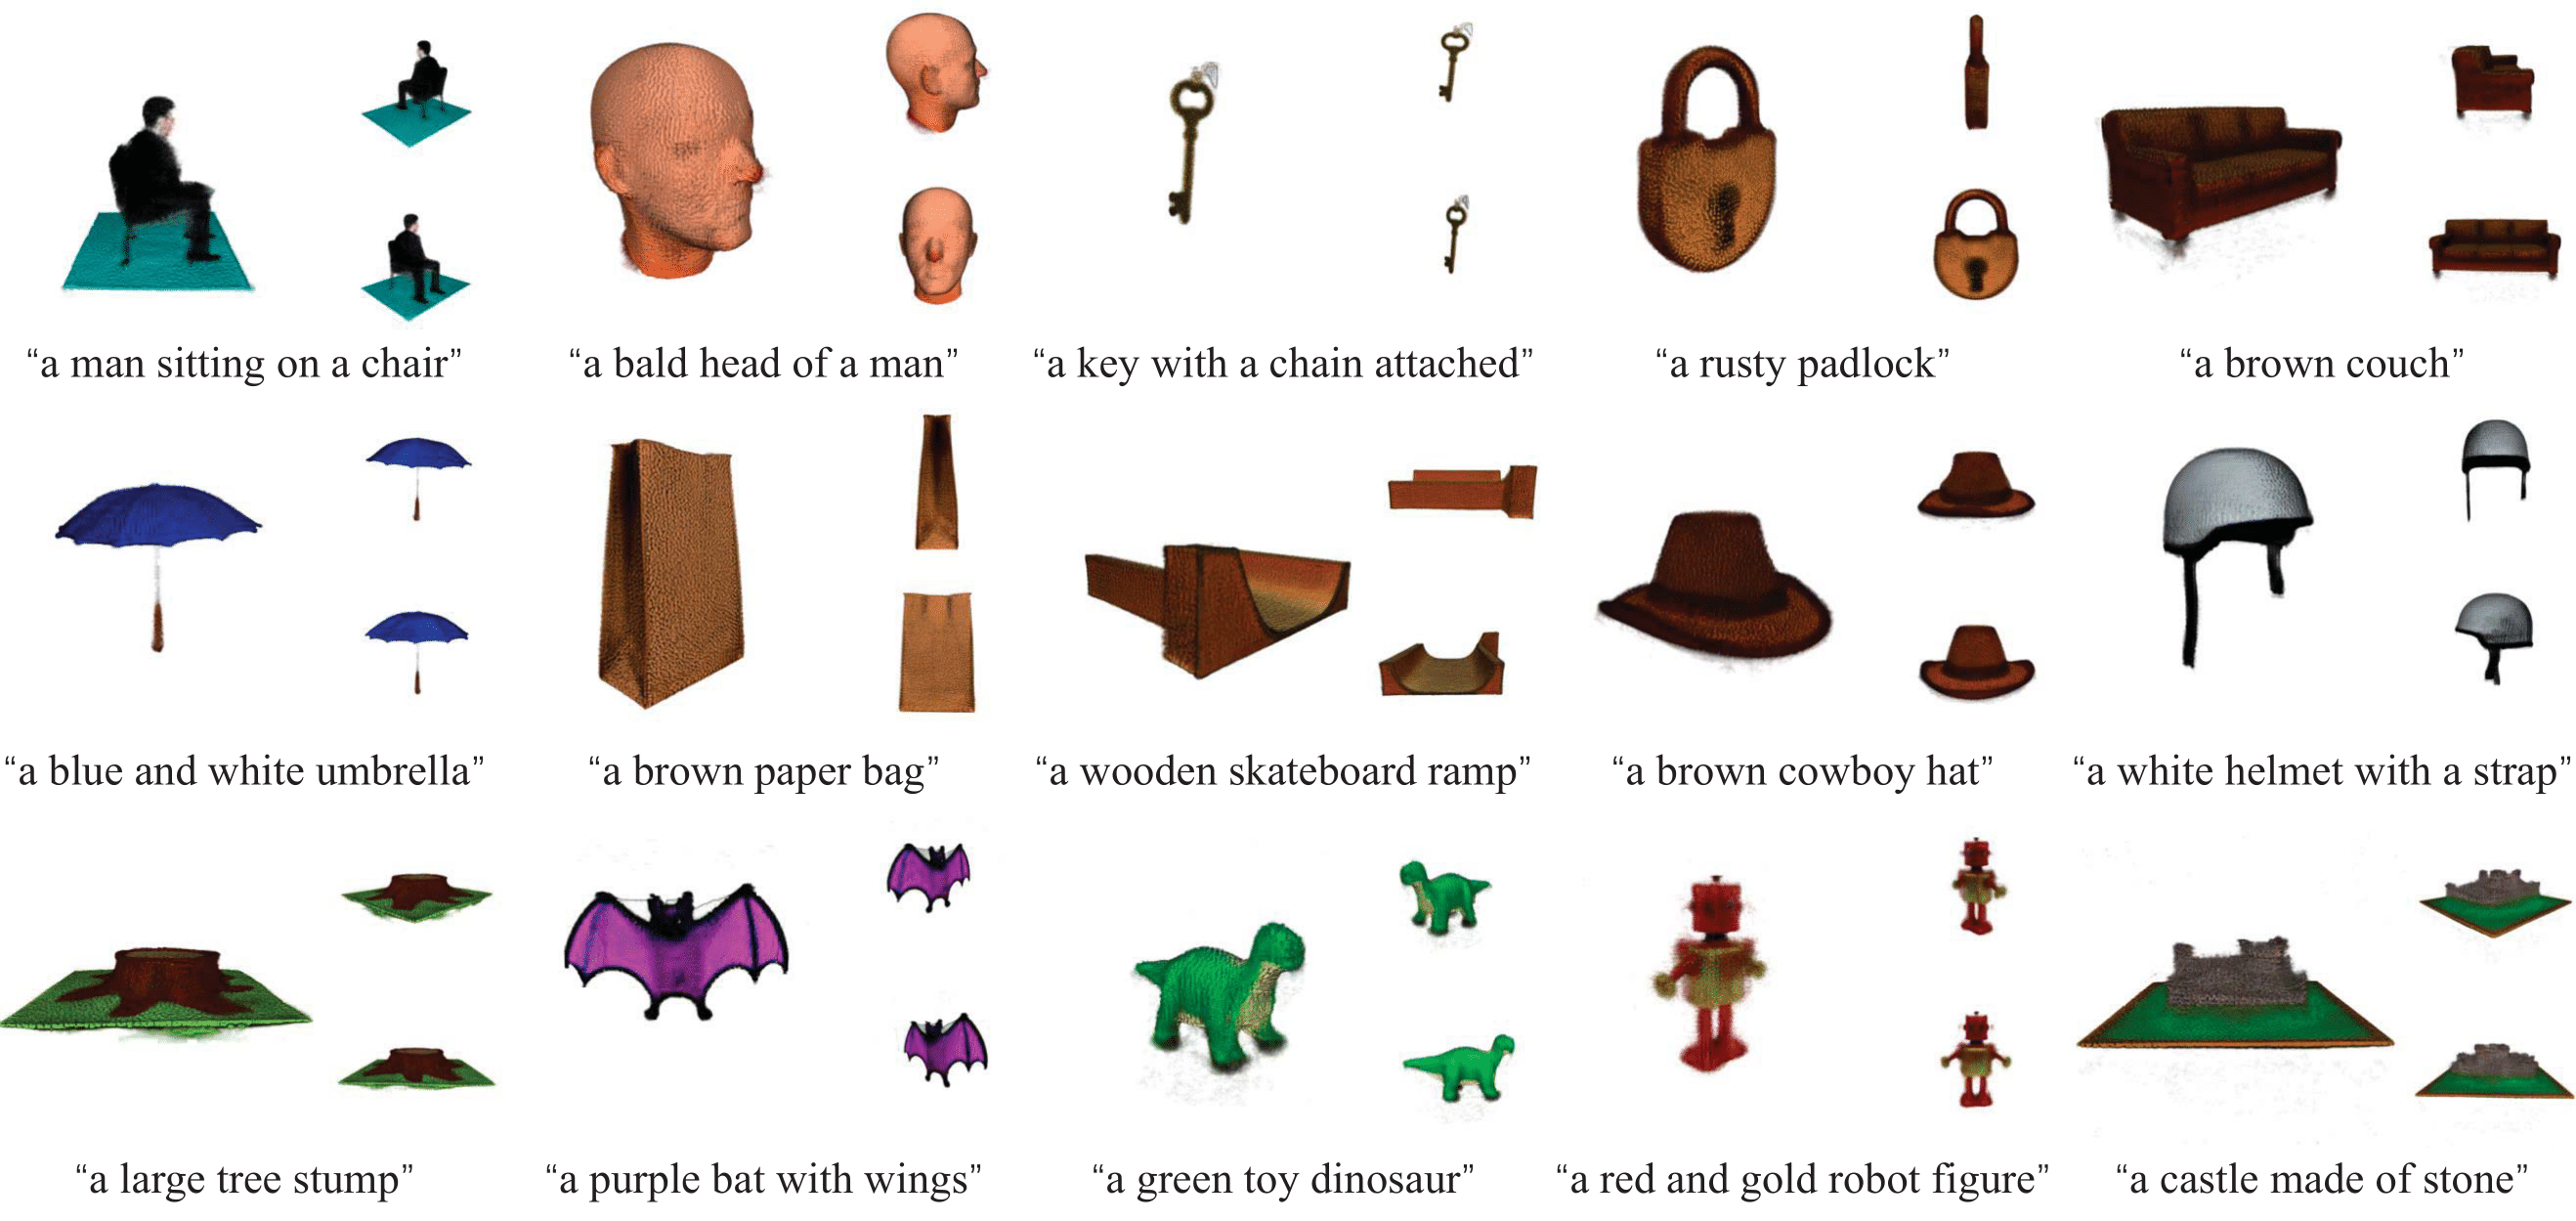 “a man sitting on a chair”
“a bald head of a man”
“a key with a chain attached”
“a rusty padlock”
“a brown couch”
“a blue and white umbrella”
“a brown paper bag”
“a wooden skateboard ramp”
“a brown cowboy hat”
“a white helmet with a strap”
“a large tree stump”
“a purple bat with wings”
“a green toy dinosaur”
“a red and gold robot figure”
“a castle made of stone”